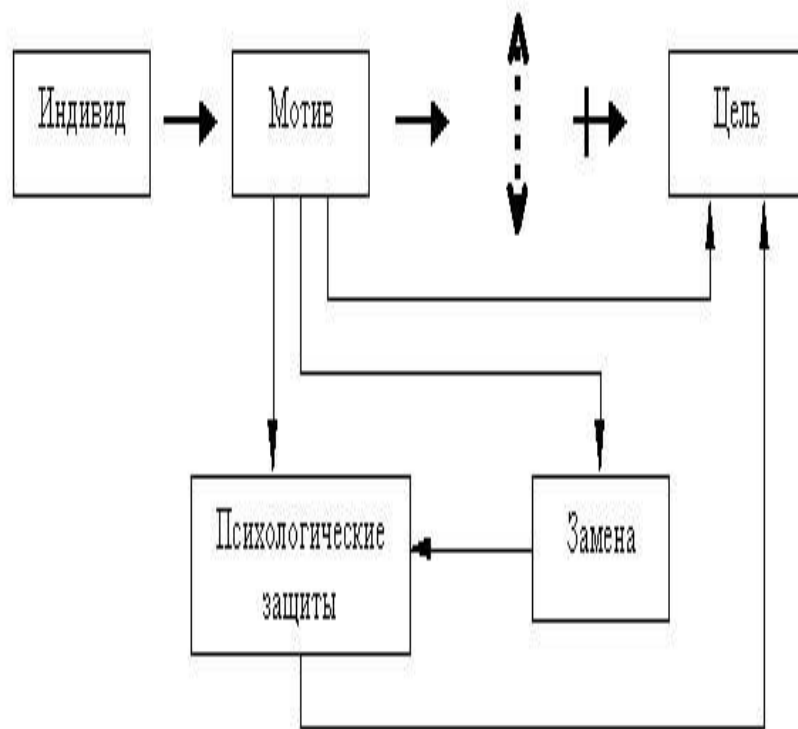 Индивид
Мотив
Цель
Психологические
защиты
Замена